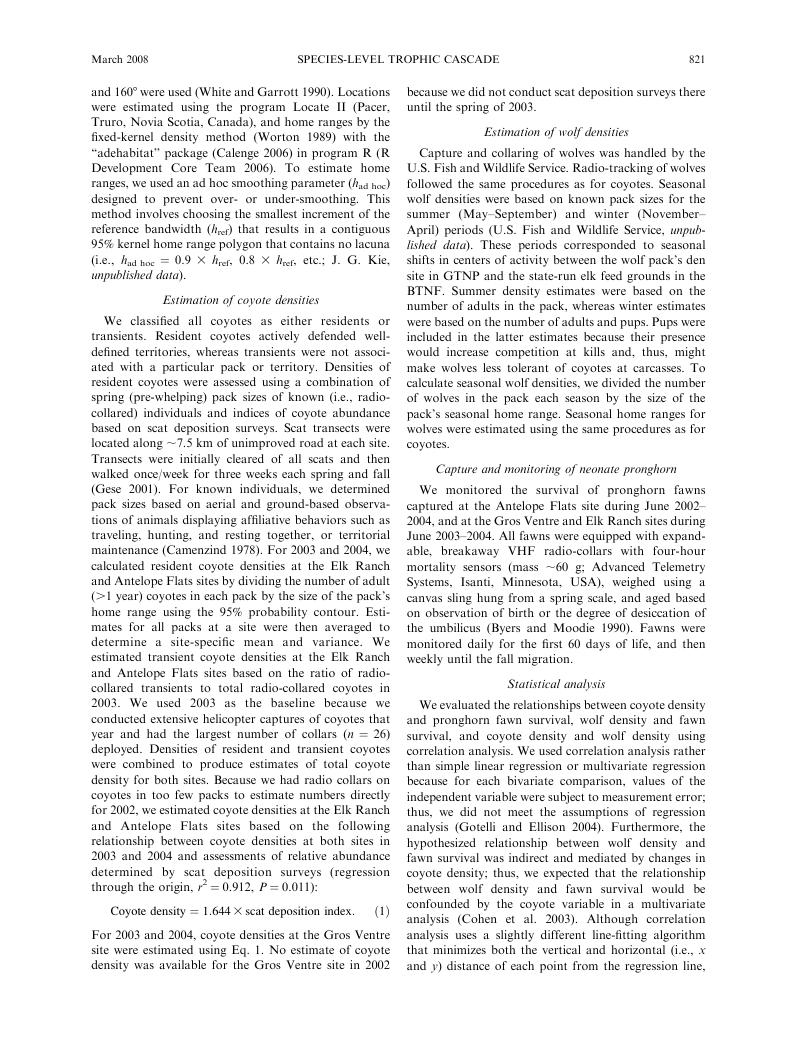 March 2008
SPECIES-LEVEL TROPHIC CASCADE
821
and 160° were used (White and Garrott 1990). Locations
were estimated using the program Locate II (Pacer,
Truro, Novia Scotia, Canada), and home ranges by the
fixed-kernel density method (Worton 1989) with the
“adehabitat” package (Calenge 2006) in program R (R
Development Core Team 2006). To estimate home
ranges, we used an ad hoc smoothing parameter (h_ad hoc)
designed to prevent over- or under-smoothing. This
method involves choosing the smallest increment of the
reference bandwidth (h_ref) that results in a contiguous
95% kernel home range polygon that contains no lacuna
(i.e., h_ad hoc = 0.9 × h_ref, 0.8 × h_ref, etc.; J. G. Kie,
unpublished data).
Estimation of coyote densities
We classified all coyotes as either residents or
transients. Resident coyotes actively defended well-
defined territories, whereas transients were not associ-
ated with a particular pack or territory. Densities of
resident coyotes were assessed using a combination of
spring (pre-whelping) pack sizes of known (i.e., radio-
collared) individuals and indices of coyote abundance
based on scat deposition surveys. Scat transects were
located along ~7.5 km of unimproved road at each site.
Transects were initially cleared of all scats and then
walked once/week for three weeks each spring and fall
(Gese 2001). For known individuals, we determined
pack sizes based on aerial and ground-based observa-
tions of animals displaying affiliative behaviors such as
traveling, hunting, and resting together, or territorial
maintenance (Camenzind 1978). For 2003 and 2004, we
calculated resident coyote densities at the Elk Ranch
and Antelope Flats sites by dividing the number of adult
(>1 year) coyotes in each pack by the size of the pack's
home range using the 95% probability contour. Esti-
mates for all packs at a site were then averaged to
determine a site-specific mean and variance. We
estimated transient coyote densities at the Elk Ranch
and Antelope Flats sites based on the ratio of radio-
collared transients to total radio-collared coyotes in
2003. We used 2003 as the baseline because we
conducted extensive helicopter captures of coyotes that
year and had the largest number of collars (n = 26)
deployed. Densities of resident and transient coyotes
were combined to produce estimates of total coyote
density for both sites. Because we had radio collars on
coyotes in too few packs to estimate numbers directly
for 2002, we estimated coyote densities at the Elk Ranch
and Antelope Flats sites based on the following
relationship between coyote densities at both sites in
2003 and 2004 and assessments of relative abundance
determined by scat deposition surveys (regression
through the origin, r² = 0.912, P = 0.011):
Coyote density = 1.644 × scat deposition index. (1)
For 2003 and 2004, coyote densities at the Gros Ventre
site were estimated using Eq. 1. No estimate of coyote
density was available for the Gros Ventre site in 2002
because we did not conduct scat deposition surveys there
until the spring of 2003.
Estimation of wolf densities
Capture and collaring of wolves was handled by the
U.S. Fish and Wildlife Service. Radio-tracking of wolves
followed the same procedures as for coyotes. Seasonal
wolf densities were based on known pack sizes for the
summer (May–September) and winter (November–
April) periods (U.S. Fish and Wildlife Service, unpub-
lished data). These periods corresponded to seasonal
shifts in centers of activity between the wolf pack's den
site in GTNP and the state-run elk feed grounds in the
BTNF. Summer density estimates were based on the
number of adults in the pack, whereas winter estimates
were based on the number of adults and pups. Pups were
included in the latter estimates because their presence
would increase competition at kills and, thus, might
make wolves less tolerant of coyotes at carcasses. To
calculate seasonal wolf densities, we divided the number
of wolves in the pack each season by the size of the
pack's seasonal home range. Seasonal home ranges for
wolves were estimated using the same procedures as for
coyotes.
Capture and monitoring of neonate pronghorn
We monitored the survival of pronghorn fawns
captured at the Antelope Flats site during June 2002–
2004, and at the Gros Ventre and Elk Ranch sites during
June 2003–2004. All fawns were equipped with expand-
able, breakaway VHF radio-collars with four-hour
mortality sensors (mass ~60 g; Advanced Telemetry
Systems, Isanti, Minnesota, USA), weighed using a
canvas sling hung from a spring scale, and aged based
on observation of birth or the degree of desiccation of
the umbilicus (Byers and Moodie 1990). Fawns were
monitored daily for the first 60 days of life, and then
weekly until the fall migration.
Statistical analysis
We evaluated the relationships between coyote density
and pronghorn fawn survival, wolf density and fawn
survival, and coyote density and wolf density using
correlation analysis. We used correlation analysis rather
than simple linear regression or multivariate regression
because for each bivariate comparison, values of the
independent variable were subject to measurement error;
thus, we did not meet the assumptions of regression
analysis (Gotelli and Ellison 2004). Furthermore, the
hypothesized relationship between wolf density and
fawn survival was indirect and mediated by changes in
coyote density; thus, we expected that the relationship
between wolf density and fawn survival would be
confounded by the coyote variable in a multivariate
analysis (Cohen et al. 2003). Although correlation
analysis uses a slightly different line-fitting algorithm
that minimizes both the vertical and horizontal (i.e., x
and y) distance of each point from the regression line,